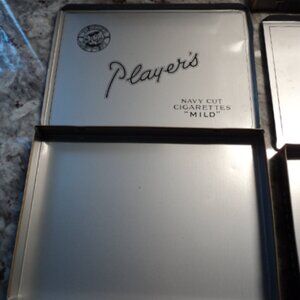 Player's
NAVY CUT
CIGARETTES
"MILD"